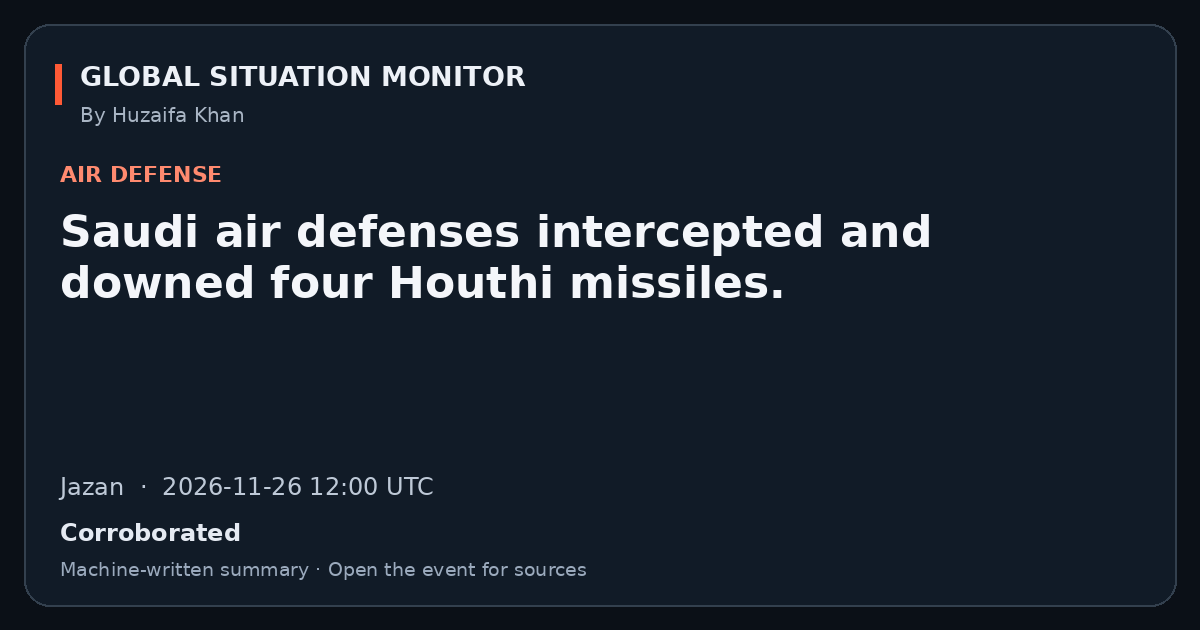 GLOBAL SITUATION MONITOR
By Huzaifa Khan
AIR DEFENSE
Saudi air defenses intercepted and
downed four Houthi missiles.
Jazan · 2026-11-26 12:00 UTC
Corroborated
Machine-written summary · Open the event for sources